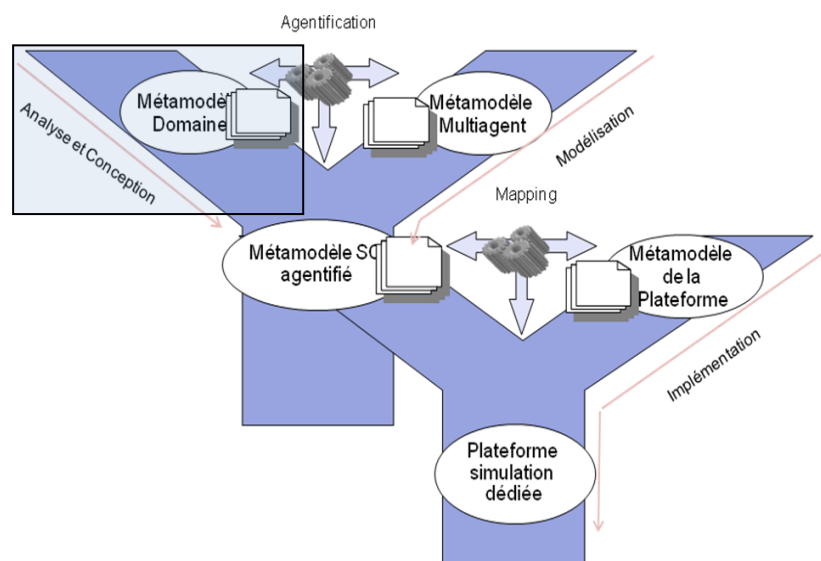 Agentification
Métamodèl
Domaine
Métamodèle
Multiagent
Analyse et Conception
Modélisation
Mapping
Métamodèle SC
agentifié
Métamodèle
de la
Plateforme
Implémentation
Plateforme
simulation
dédiée